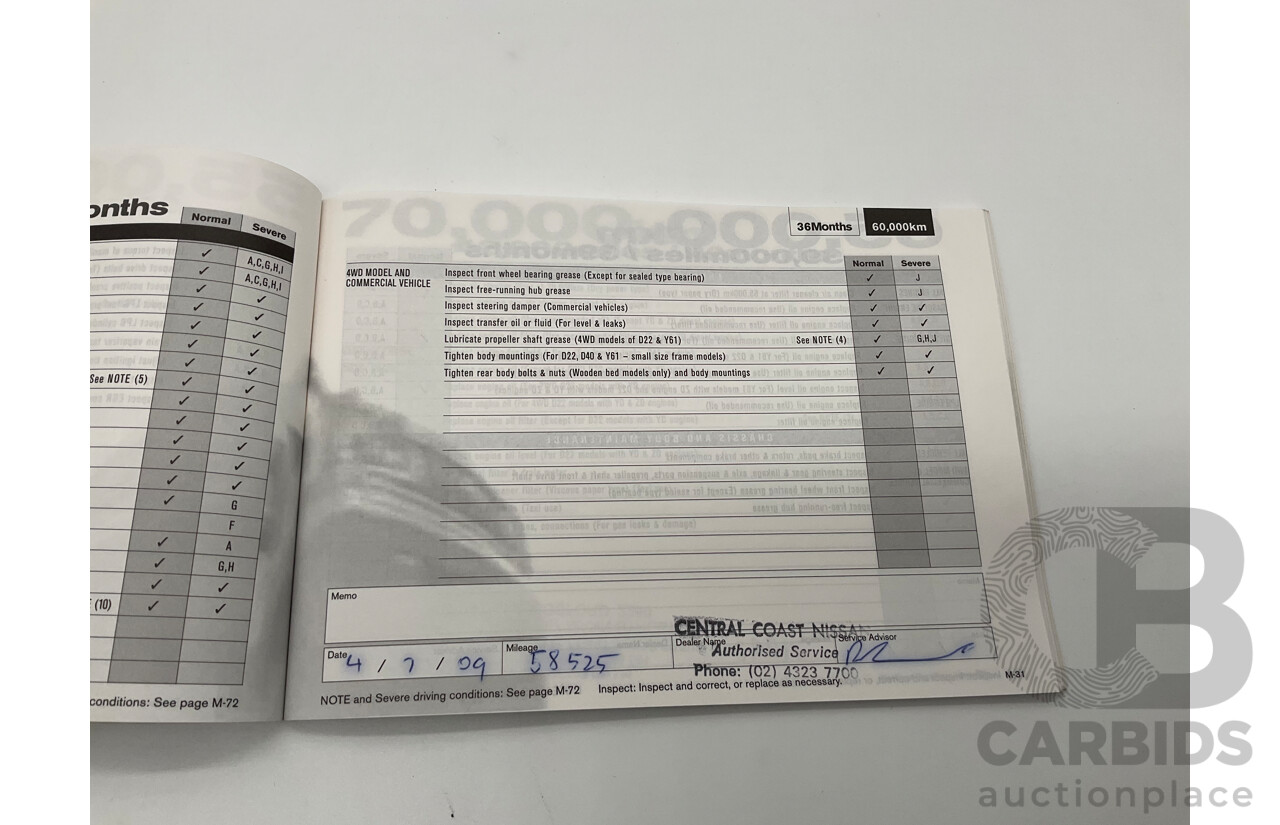 onths
Normal
Severe
✓ A,C,G,H,I
✓ A,C,G,H,I
✓ ✓
✓ ✓
✓ ✓
✓ ✓
See NOTE (5) ✓ ✓
✓ ✓
✓ ✓
✓ ✓
✓ ✓
✓ ✓
✓ G
F
✓ A
✓ G,H
✓ ✓
(10) ✓ ✓
conditions: See page M-72
36Months 60,000km
Normal Severe
4WD MODEL AND
COMMERCIAL VEHICLE
Inspect front wheel bearing grease (Except for sealed type bearing) ✓ J
Inspect free-running hub grease ✓ J
Inspect steering damper (Commercial vehicles) ✓ ✓
Inspect transfer oil or fluid (For level & leaks) ✓ ✓
Lubricate propeller shaft grease (4WD models of D22 & Y61) See NOTE (4) ✓ G,H,J
Tighten body mountings (For D22, D40 & Y61 – small size frame models) ✓ ✓
Tighten rear body bolts & nuts (Wooden bed models only) and body mountings ✓ ✓
Memo
CENTRAL COAST NISSAN
Date 4 / 7 / 09 Mileage 58525 Dealer Name Service Advisor
Authorised Service
Phone: (02) 4323 7700
NOTE and Severe driving conditions: See page M-72 Inspect: Inspect and correct, or replace as necessary.
M-31
CARBIDS
auctionplace